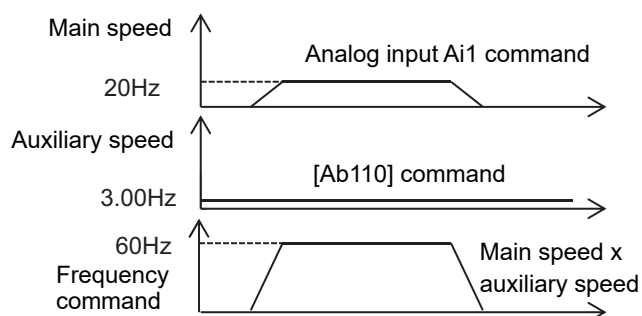 Main speed
Analog input Ai1 command
20Hz
Auxiliary speed
[Ab110] command
3.00Hz
60Hz
Main speed x
auxiliary speed
Frequency
command